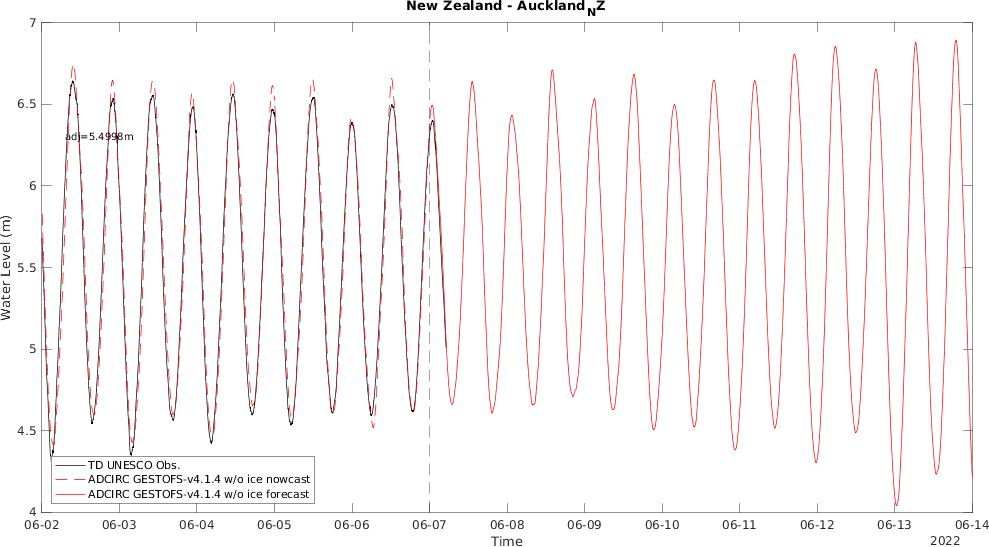 New Zealand - Auckland_NZ
7
6.5
adj=5.4998m
6
5.5
Water Level (m)
5
4.5
TD UNESCO Obs.
ADCIRC GESTOFS-v4.1.4 w/o ice nowcast
ADCIRC GESTOFS-v4.1.4 w/o ice forecast
4
06-02 06-03 06-04 06-05 06-06 06-07 06-08 06-09 06-10 06-11 06-12 06-13 06-14
Time
2022